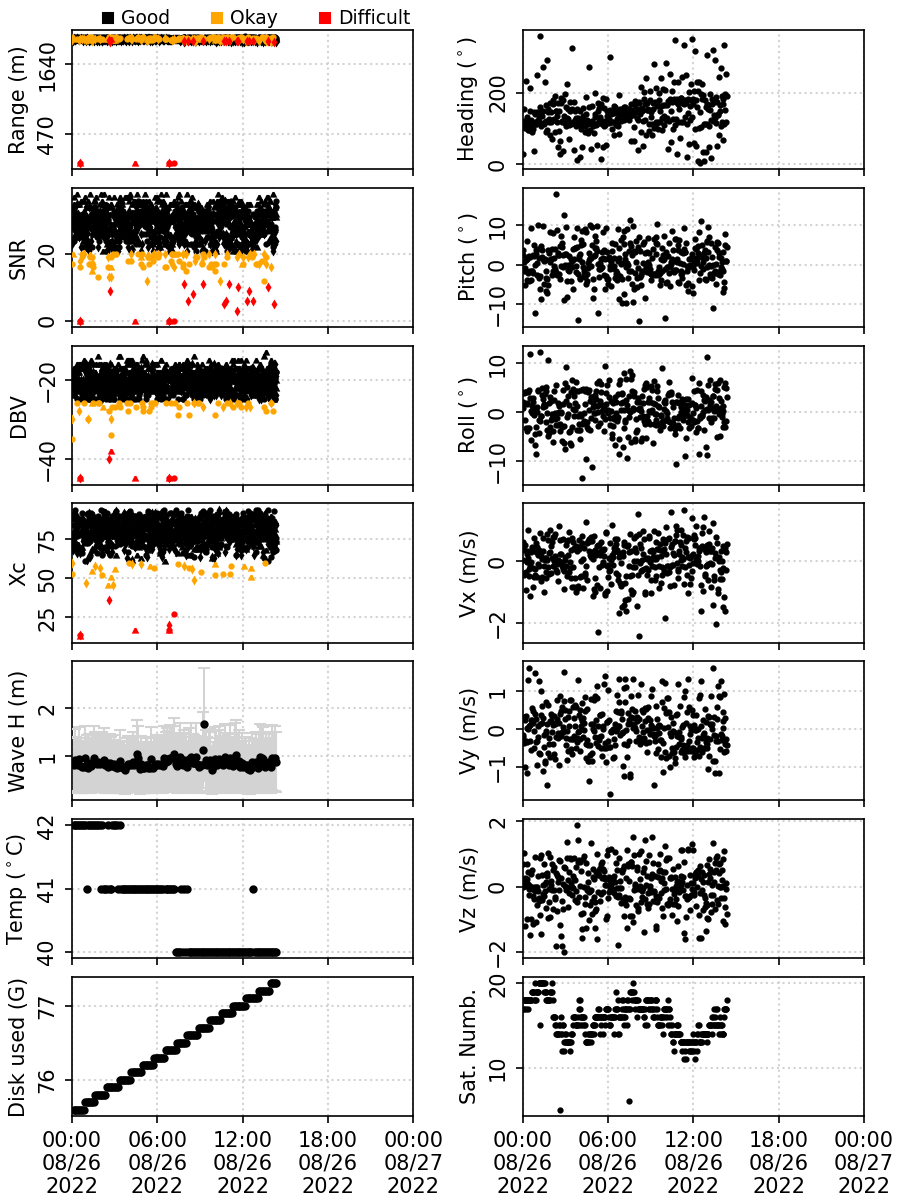 Good Okay Difficult
Range (m)
1640
470
Heading (°)
200
0
SNR
20
0
Pitch (°)
10
0
−10
DBV
−20
−40
Roll (°)
10
0
−10
Xc
75
50
25
Vx (m/s)
0
−2
Wave H (m)
2
1
Vy (m/s)
1
0
−1
Temp (°C)
42
41
40
Vz (m/s)
2
0
−2
Disk used (G)
77
76
Sat. Numb.
20
10
00:00 06:00 12:00 18:00 00:00
08/26 08/26 08/26 08/26 08/27
2022 2022 2022 2022 2022
00:00 06:00 12:00 18:00 00:00
08/26 08/26 08/26 08/26 08/27
2022 2022 2022 2022 2022